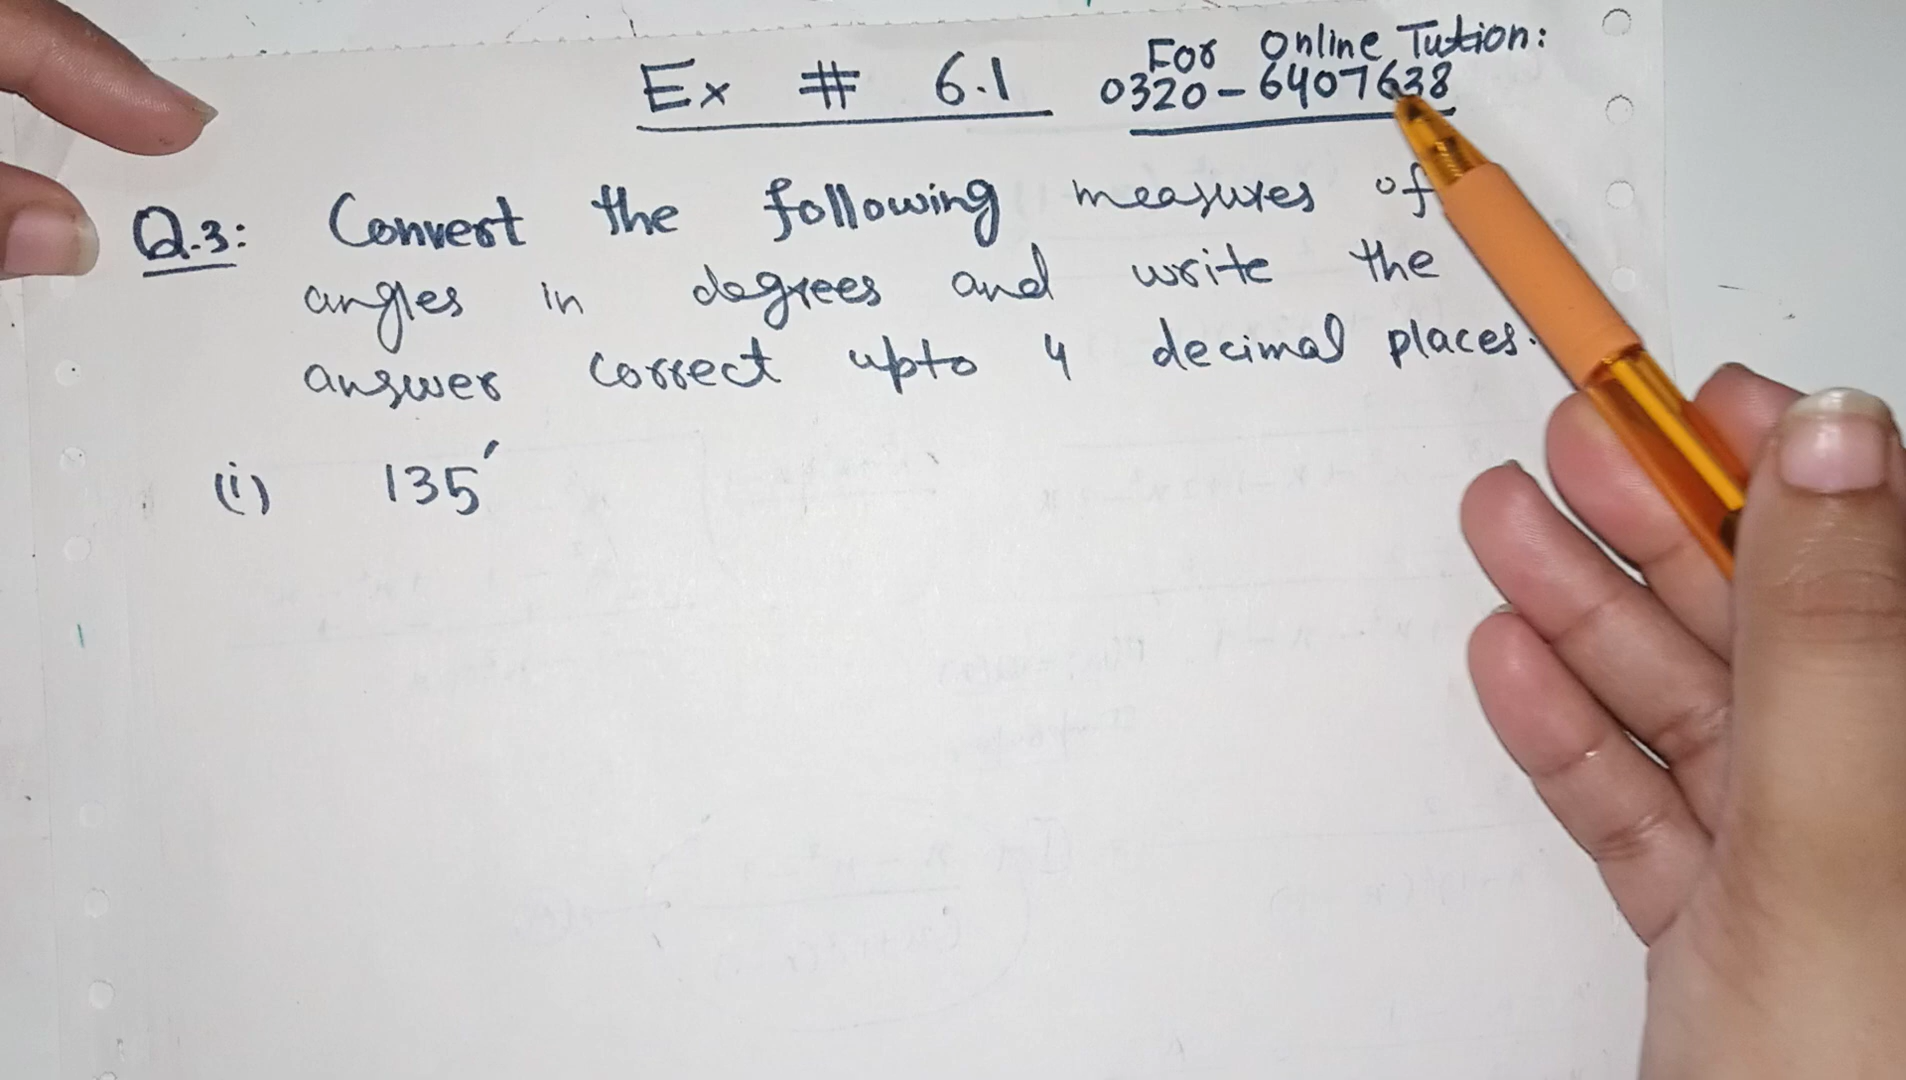 Ex # 6.1
For Online Tution:
0320-6407638
Q.3: Convert the following measures of
angles in degrees and write the
answer correct upto 4 decimal places.
(i) 135′